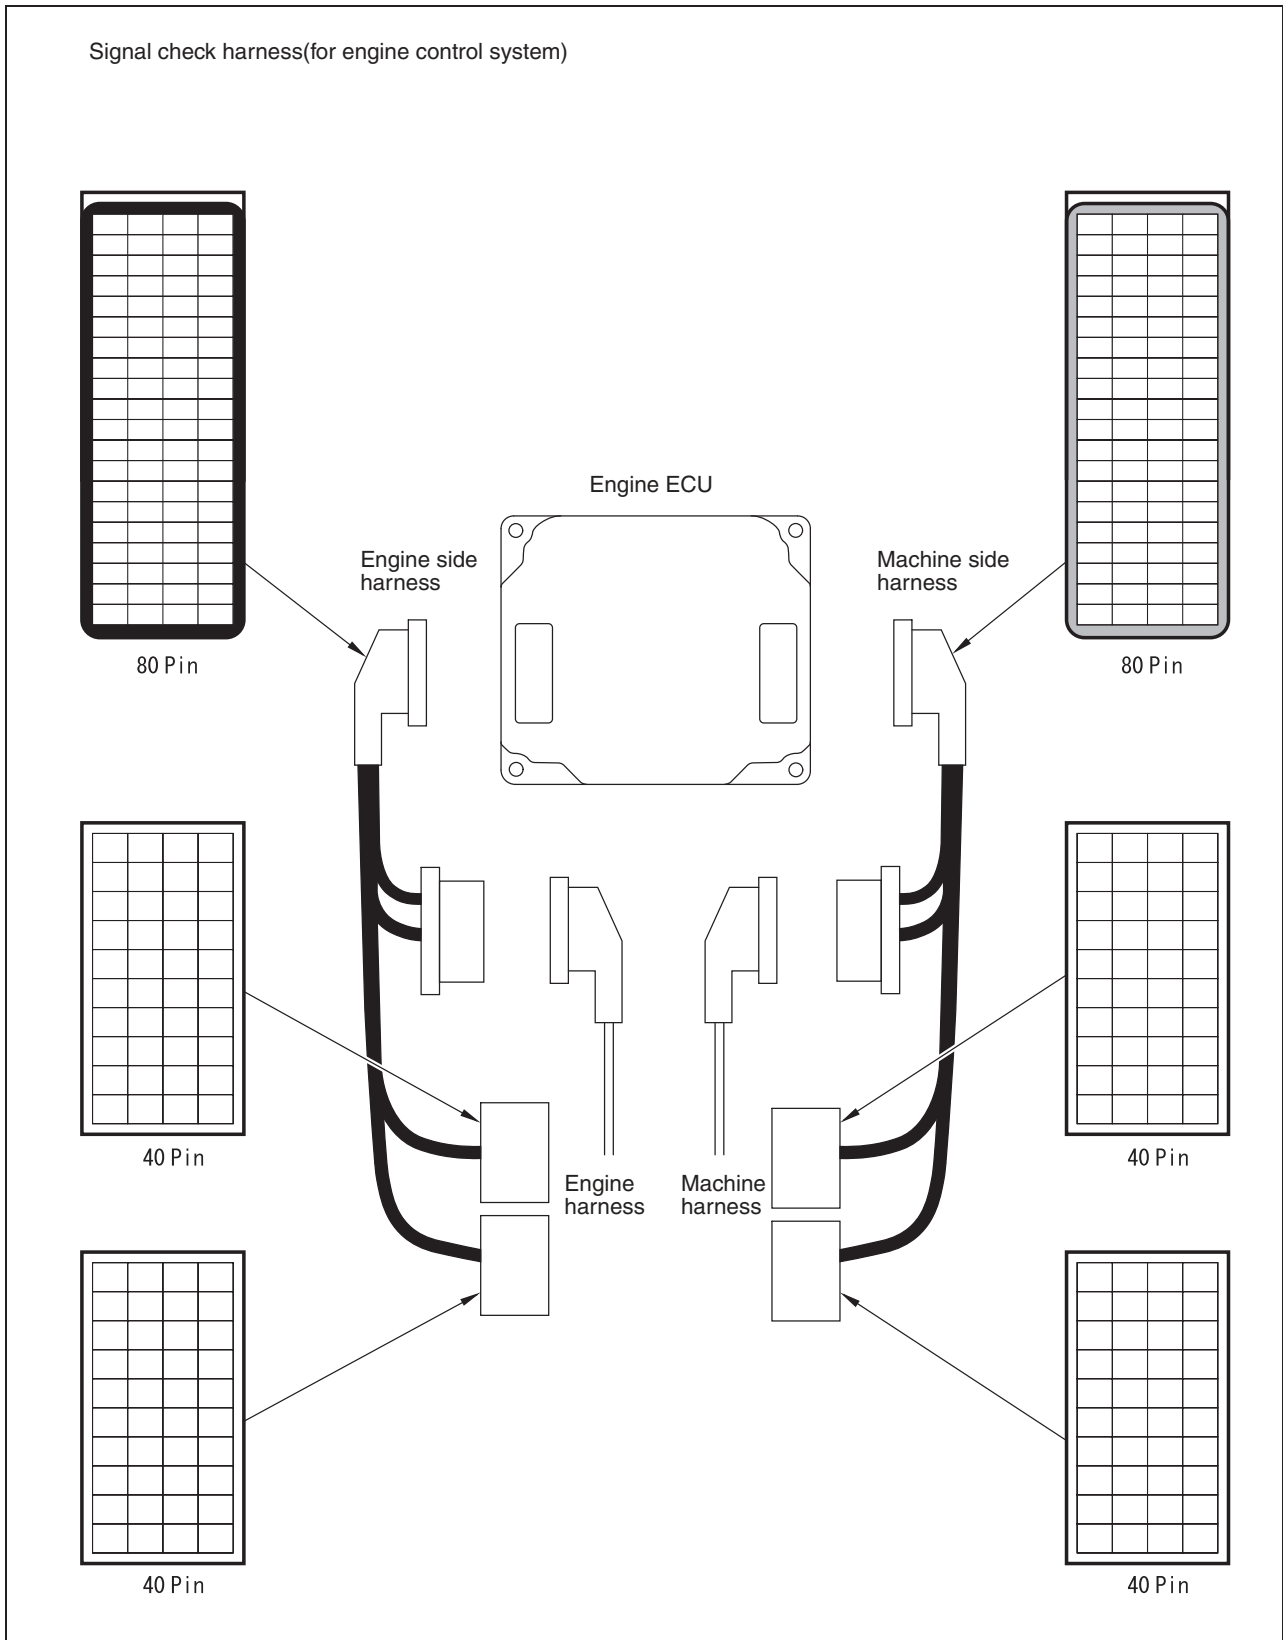 Signal check harness(for engine control system)
Engine ECU
Engine side
harness
Machine side
harness
80 Pin
80 Pin
40 Pin
40 Pin
Engine
harness
Machine
harness
40 Pin
40 Pin